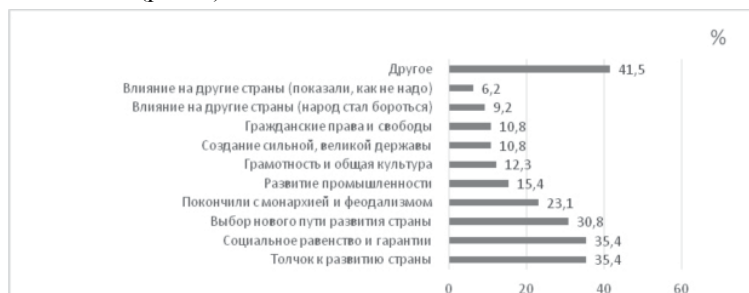 %
Другое 41,5
Влияние на другие страны (показали, как не надо) 6,2
Влияние на другие страны (народ стал бороться) 9,2
Гражданские права и свободы 10,8
Создание сильной, великой державы 10,8
Грамотность и общая культура 12,3
Развитие промышленности 15,4
Покончили с монархией и феодализмом 23,1
Выбор нового пути развития страны 30,8
Социальное равенство и гарантии 35,4
Толчок к развитию страны 35,4
0 20 40 60